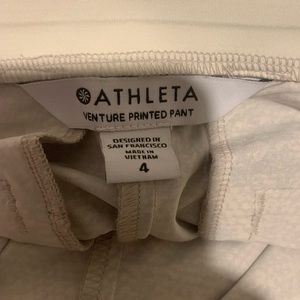 ATHLETA
VENTURE PRINTED PANT
DESIGNED IN
SAN FRANCISCO
MADE IN
VIETNAM
4